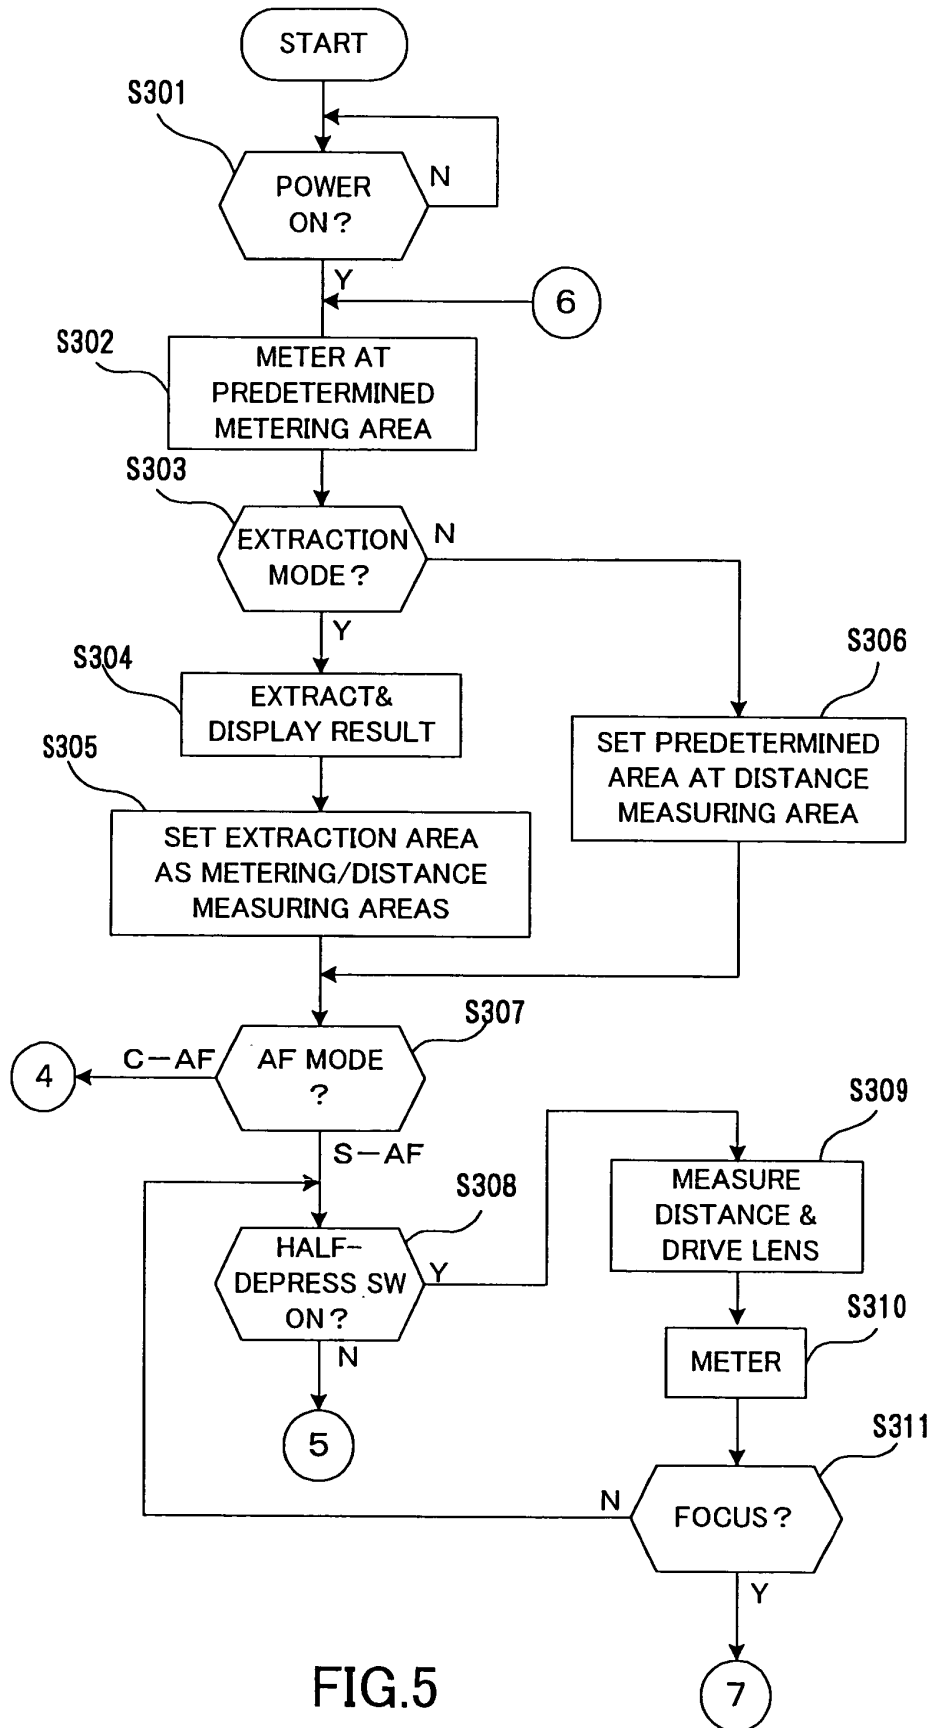 START
S301
POWER
ON?
N
Y
6
S302
METER AT
PREDETERMINED
METERING AREA
S303
EXTRACTION
MODE?
N
Y
S304
EXTRACT&
DISPLAY RESULT
S306
SET PREDETERMINED
AREA AT DISTANCE
MEASURING AREA
S305
SET EXTRACTION AREA
AS METERING/DISTANCE
MEASURING AREAS
S307
AF MODE
?
C-AF
4
S-AF
S308
HALF-
DEPRESS SW
ON?
Y
N
5
S309
MEASURE
DISTANCE &
DRIVE LENS
S310
METER
S311
FOCUS?
N
Y
7
FIG.5